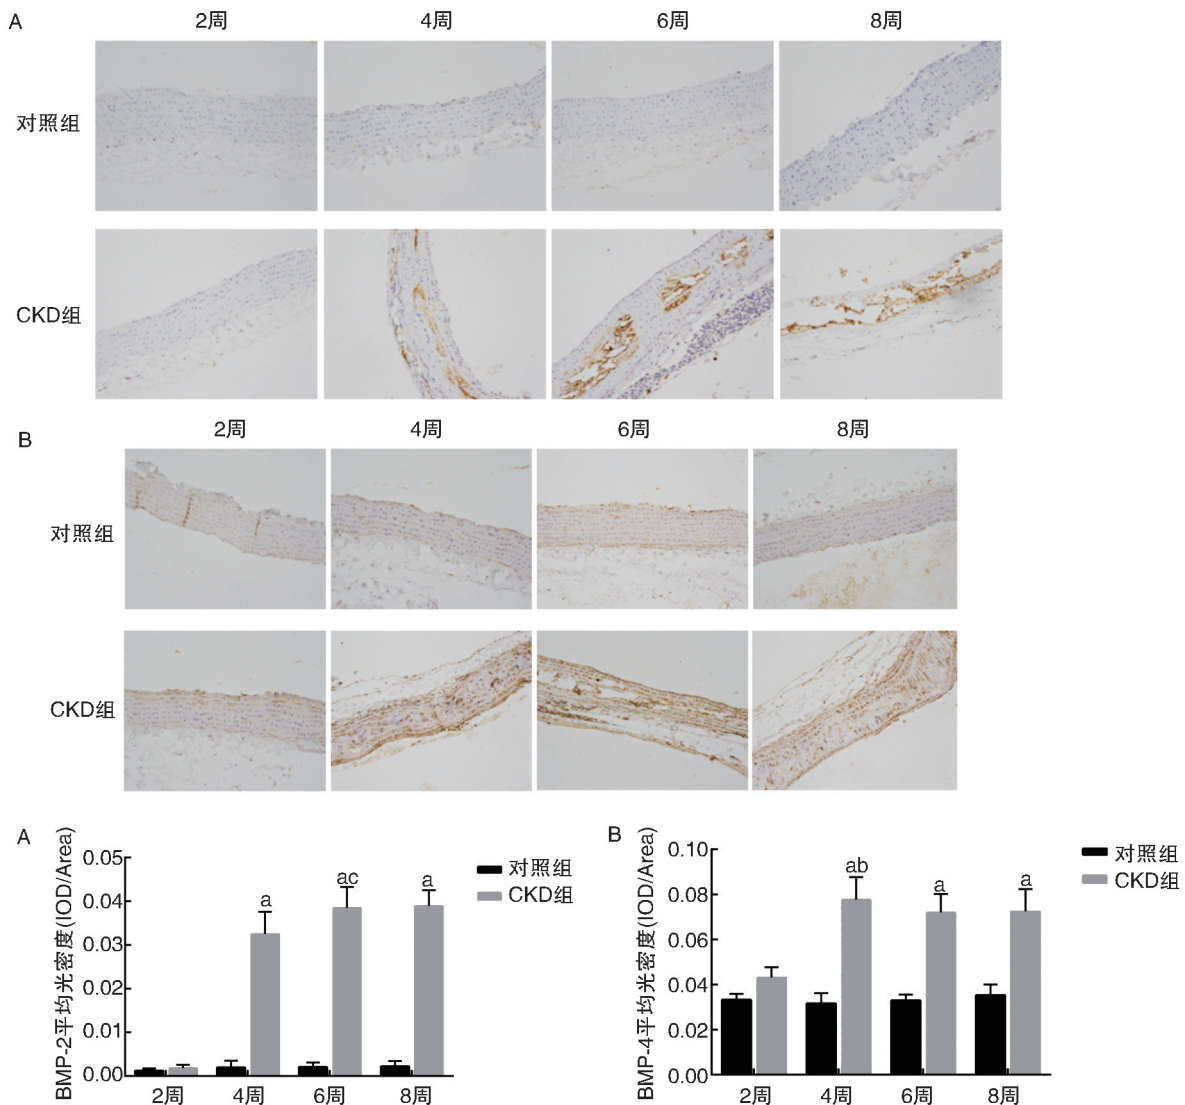 A 2周 4周 6周 8周
对照组
CKD组
B 2周 4周 6周 8周
对照组
CKD组
A
BMP-2平均光密度(IOD/Area)
0.05
0.04
0.03
0.02
0.01
0.00
a
ac
a
对照组
CKD组
2周 4周 6周 8周
B
BMP-4平均光密度(IOD/Area)
0.10
0.08
0.06
0.04
0.02
0.00
ab
a
a
对照组
CKD组
2周 4周 6周 8周